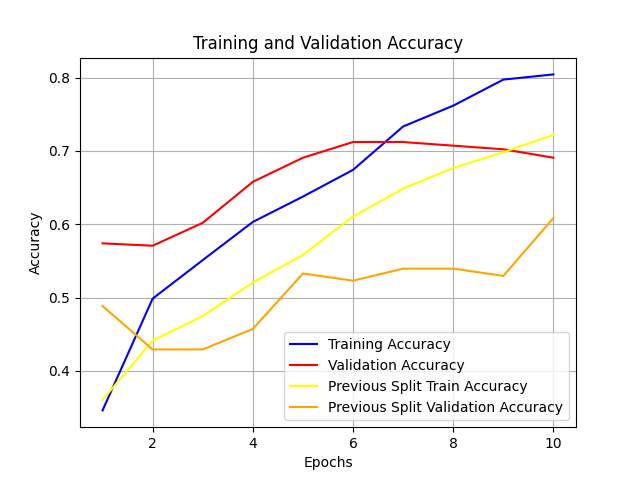 Training and Validation Accuracy
Accuracy
0.8
0.7
0.6
0.5
0.4
Training Accuracy
Validation Accuracy
Previous Split Train Accuracy
Previous Split Validation Accuracy
2 4 6 8 10
Epochs